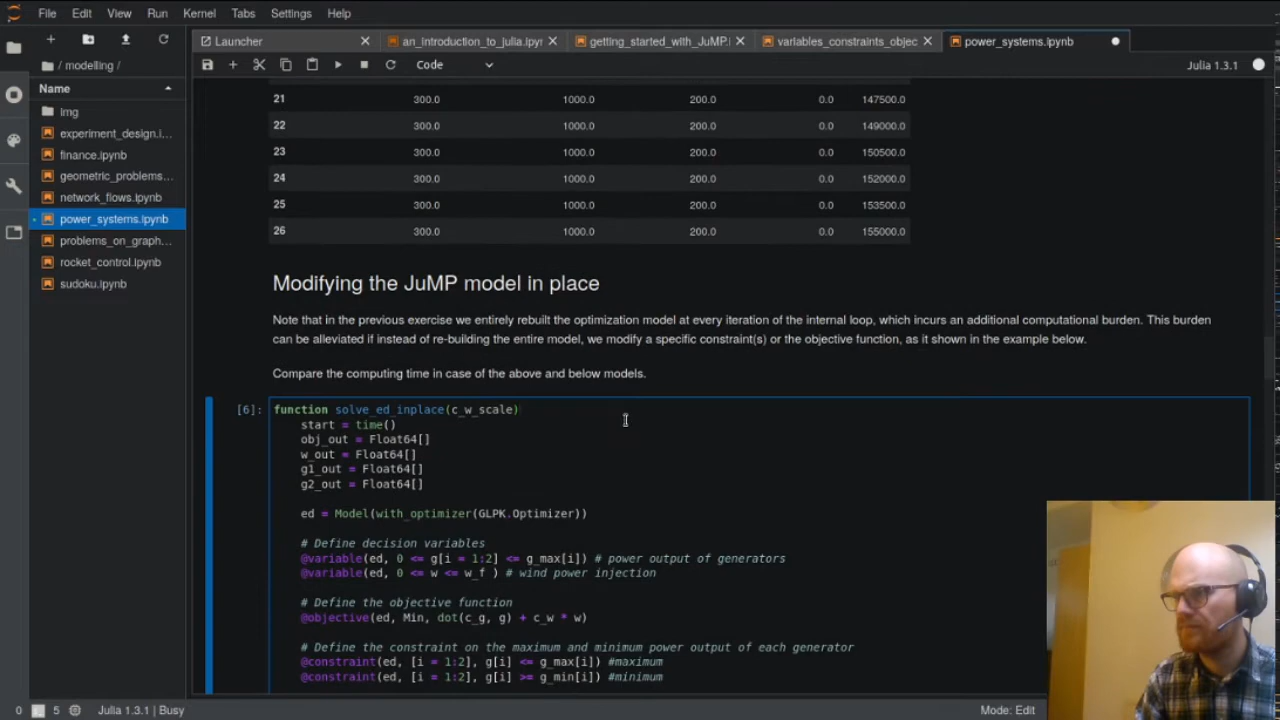 File Edit View Run Kernel Tabs Settings Help
Launcher an_introduction_to_julia.ipyr getting_started_with_JuMP. variables_constraints_objec power_systems.ipynb
Code Julia 1.3.1
/ modelling /
Name
img
experiment_design.i...
finance.ipynb
geometric_problems...
network_flows.ipynb
power_systems.ipynb
problems_on_graph...
rocket_control.ipynb
sudoku.ipynb
21 300.0 1000.0 200.0 0.0 147500.0
22 300.0 1000.0 200.0 0.0 149000.0
23 300.0 1000.0 200.0 0.0 150500.0
24 300.0 1000.0 200.0 0.0 152000.0
25 300.0 1000.0 200.0 0.0 153500.0
26 300.0 1000.0 200.0 0.0 155000.0
Modifying the JuMP model in place
Note that in the previous exercise we entirely rebuilt the optimization model at every iteration of the internal loop, which incurs an additional computational burden. This burden
can be alleviated if instead of re-building the entire model, we modify a specific constraint(s) or the objective function, as it shown in the example below.
Compare the computing time in case of the above and below models.
[6]: function solve_ed_inplace(c_w_scale)
start = time()
obj_out = Float64[]
w_out = Float64[]
g1_out = Float64[]
g2_out = Float64[]
ed = Model(with_optimizer(GLPK.Optimizer))
# Define decision variables
@variable(ed, 0 <= g[i = 1:2] <= g_max[i]) # power output of generators
@variable(ed, 0 <= w <= w_f ) # wind power injection
# Define the objective function
@objective(ed, Min, dot(c_g, g) + c_w * w)
# Define the constraint on the maximum and minimum power output of each generator
@constraint(ed, [i = 1:2], g[i] <= g_max[i]) #maximum
@constraint(ed, [i = 1:2], g[i] >= g_min[i]) #minimum
0 5 Julia 1.3.1 | Busy Mode: Edit